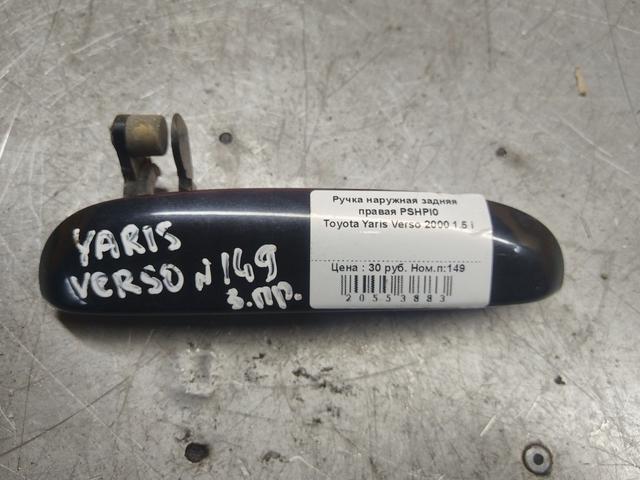 YARIS
VERSO N149
з.пр.
Ручка наружная задняя
правая PSHPI0
Toyota Yaris Verso 2000 1.5 i
Цена : 30 руб. Ном.п:149
20553883